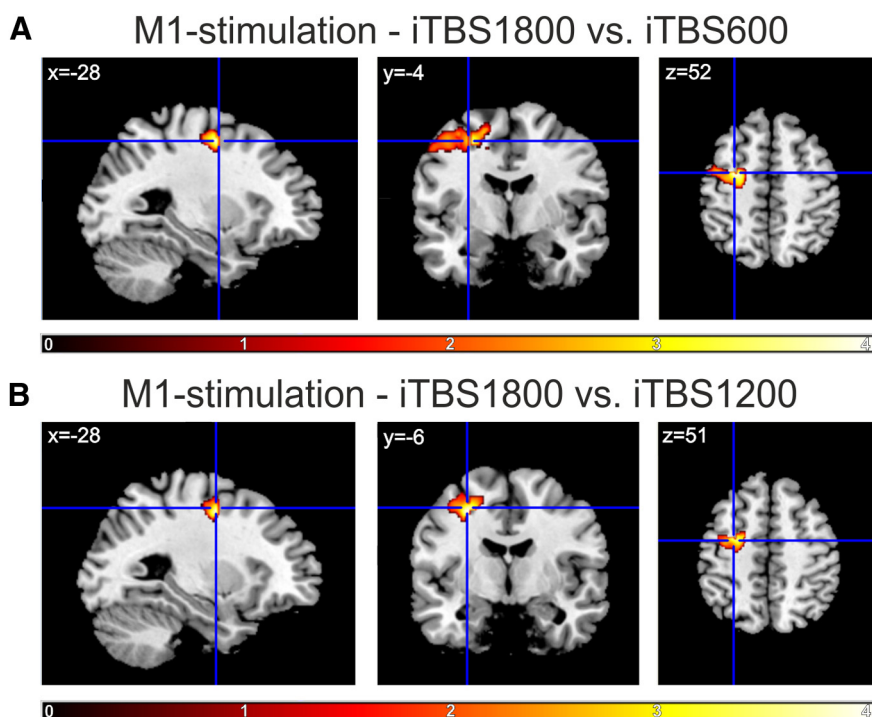 A M1-stimulation - iTBS1800 vs. iTBS600
x=-28 y=-4 z=52
0 1 2 3 4
B M1-stimulation - iTBS1800 vs. iTBS1200
x=-28 y=-6 z=51
0 1 2 3 4